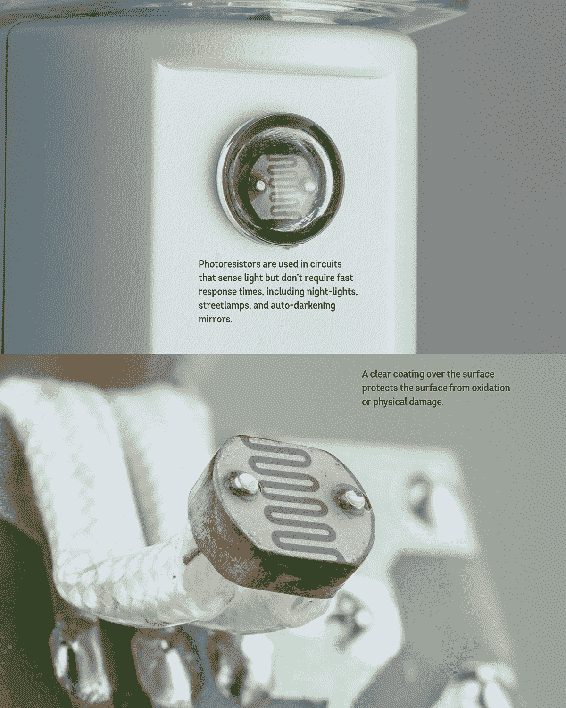 Photoresistors are used in circuits
that sense light but don't require fast
response times, including night-lights,
streetlamps, and auto-darkening
mirrors.
A clear coating over the surface
protects the surface from oxidation
or physical damage.